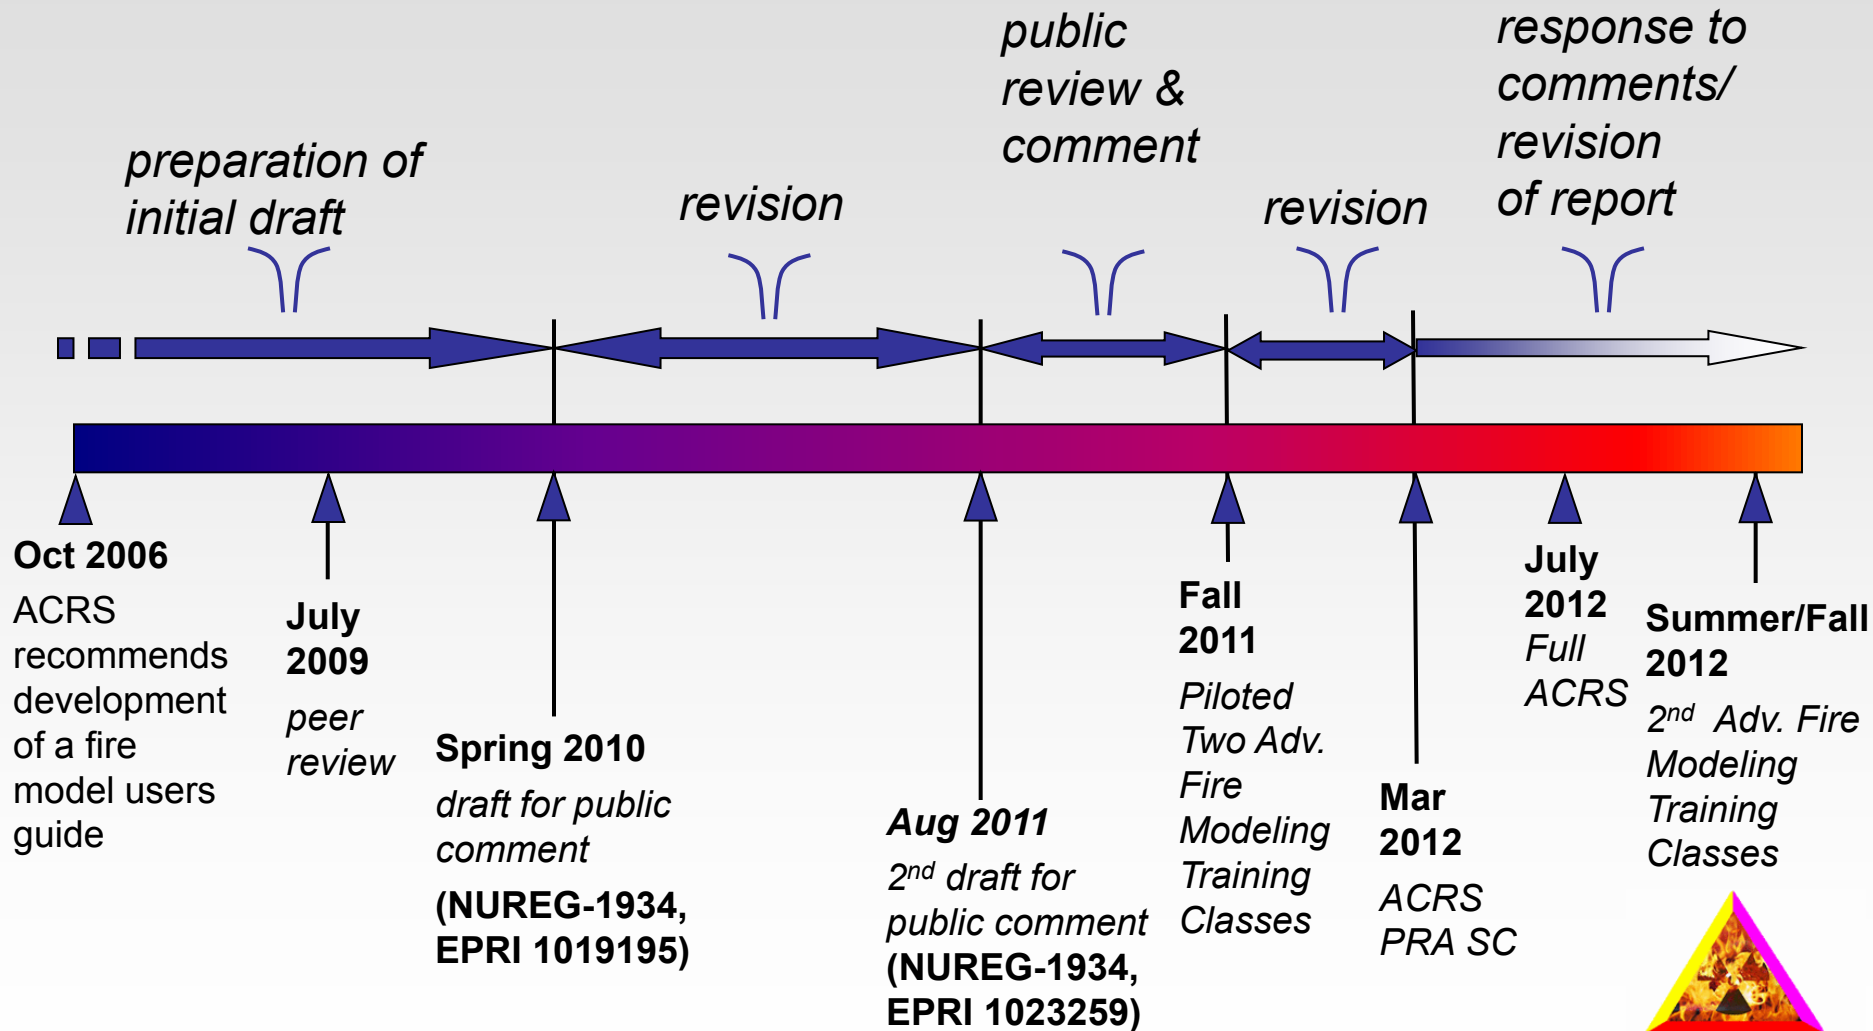 preparation of
initial draft
revision
public
review &
comment
revision
response to
comments/
revision
of report
Oct 2006
ACRS
recommends
development
of a fire
model users
guide
July
2009
peer
review
Spring 2010
draft for public
comment
(NUREG-1934,
EPRI 1019195)
Aug 2011
2nd draft for
public comment
(NUREG-1934,
EPRI 1023259)
Fall
2011
Piloted
Two Adv.
Fire
Modeling
Training
Classes
Mar
2012
ACRS
PRA SC
July
2012
Full
ACRS
Summer/Fall
2012
2nd Adv. Fire
Modeling
Training
Classes